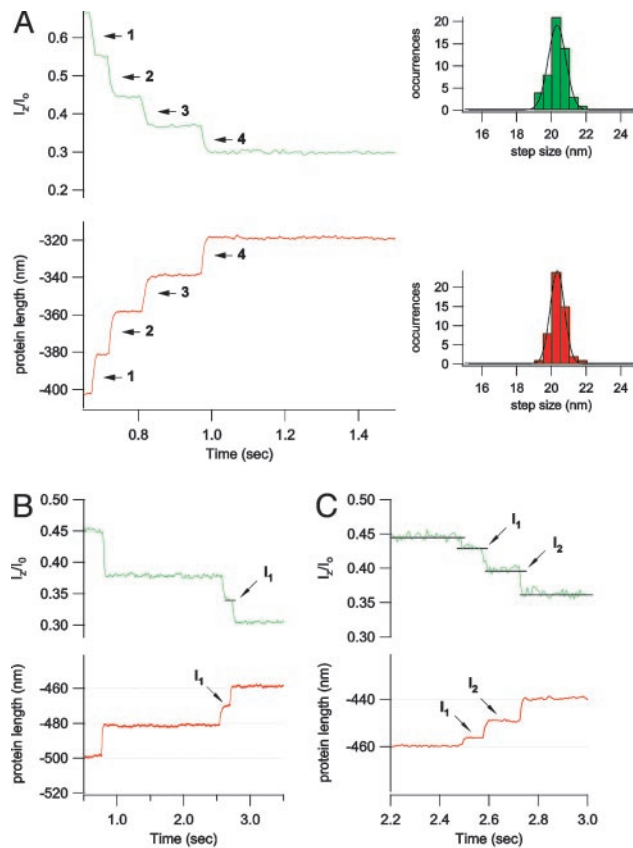 A
0.6
0.5
0.4
0.3
0.2
Iz/Io
1
2
3
4
20
15
10
5
0
occurrences
16 18 20 22 24
step size (nm)
-320
-340
-360
-380
-400
protein length (nm)
4
3
2
1
0.8 1.0 1.2 1.4
Time (sec)
20
15
10
5
0
occurrences
16 18 20 22 24
step size (nm)
B
0.50
0.45
0.40
0.35
0.30
Iz/I0
I1
-460
-480
-500
-520
protein length (nm)
I1
1.0 2.0 3.0
Time (sec)
C
0.50
0.45
0.40
0.35
0.30
Iz/Io
I1
I2
-440
-460
protein length (nm)
I1
I2
2.2 2.4 2.6 2.8 3.0
Time (sec)